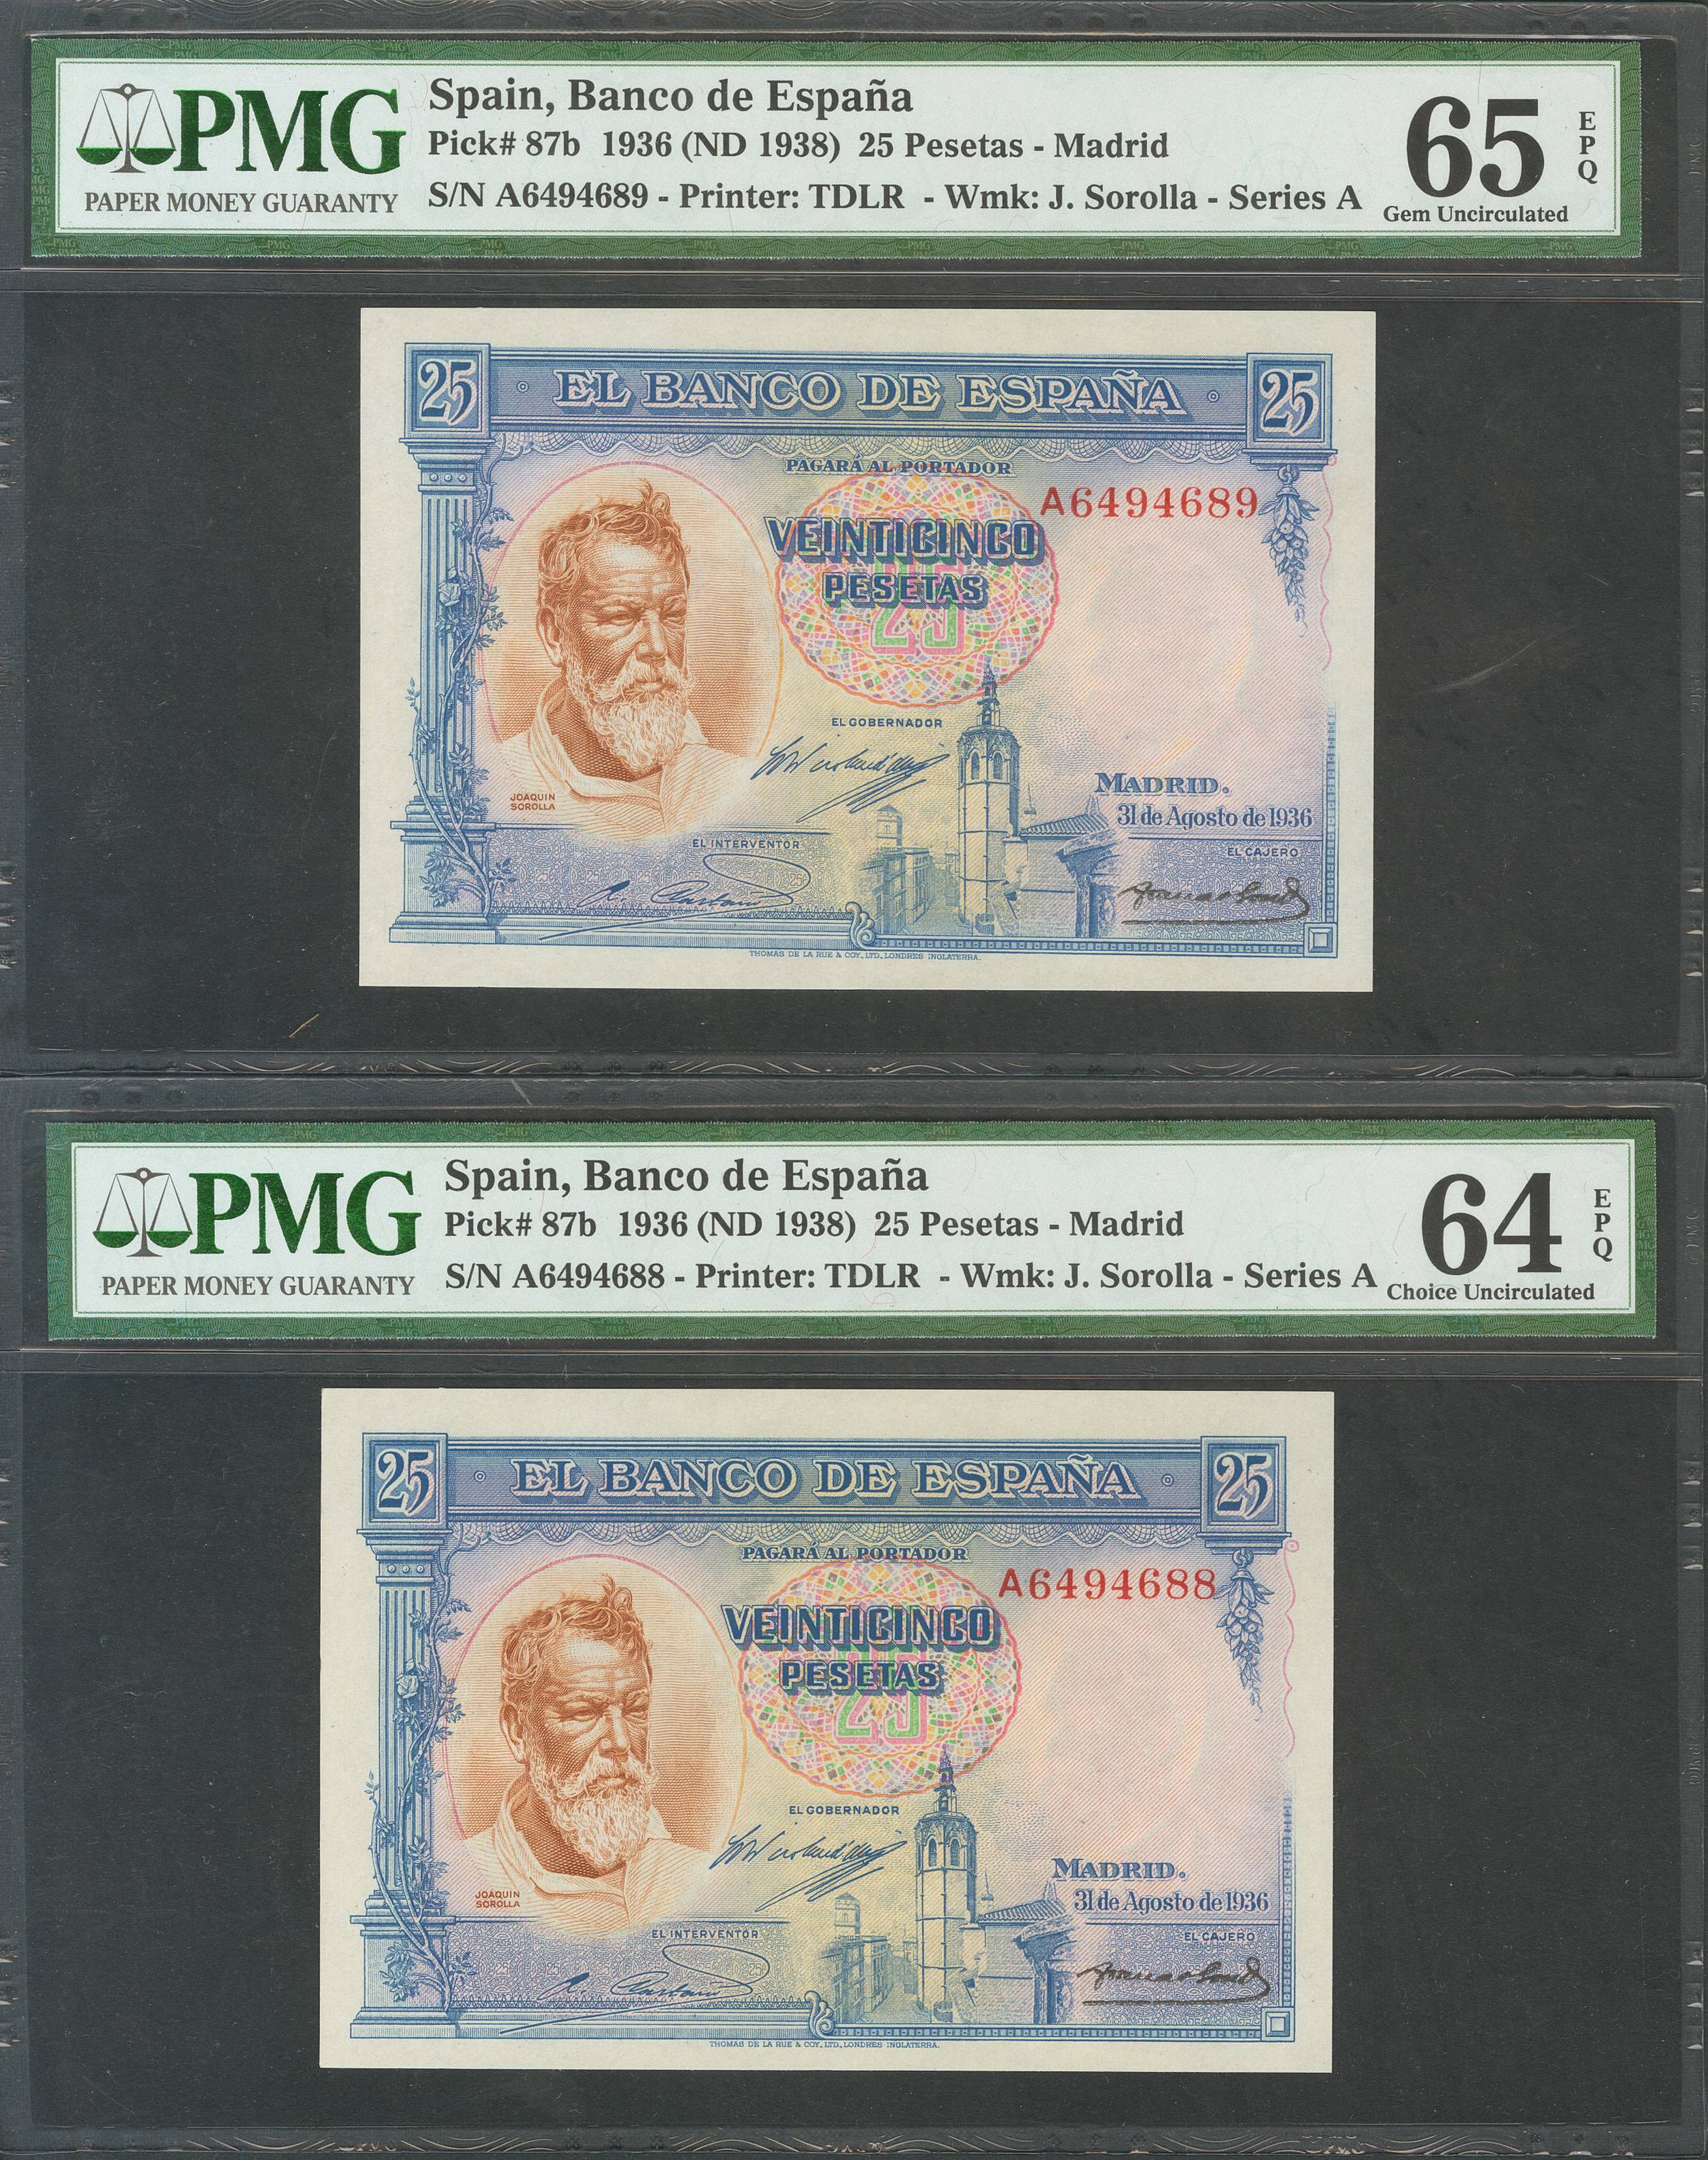 PMG
PAPER MONEY GUARANTY
Spain, Banco de España
Pick# 87b 1936 (ND 1938) 25 Pesetas - Madrid
S/N A6494689 - Printer: TDLR - Wmk: J. Sorolla - Series A
65
EPQ
Gem Uncirculated
25
EL BANCO DE ESPAÑA
25
PAGARÁ AL PORTADOR
A6494689
VEINTICINCO
PESETAS
25
EL GOBERNADOR
MADRID.
31 de Agosto de 1936
JOAQUIN
SOROLLA
EL INTERVENTOR
EL CAJERO
THOMAS DE LA RUE & COY., LTD., LONDRES INGLATERRA.
PMG
PAPER MONEY GUARANTY
Spain, Banco de España
Pick# 87b 1936 (ND 1938) 25 Pesetas - Madrid
S/N A6494688 - Printer: TDLR - Wmk: J. Sorolla - Series A
64
EPQ
Choice Uncirculated
25
EL BANCO DE ESPAÑA
25
PAGARÁ AL PORTADOR
A6494688
VEINTICINCO
PESETAS
25
EL GOBERNADOR
MADRID.
31 de Agosto de 1936
JOAQUIN
SOROLLA
EL INTERVENTOR
EL CAJERO
THOMAS DE LA RUE & COY., LTD., LONDRES INGLATERRA.